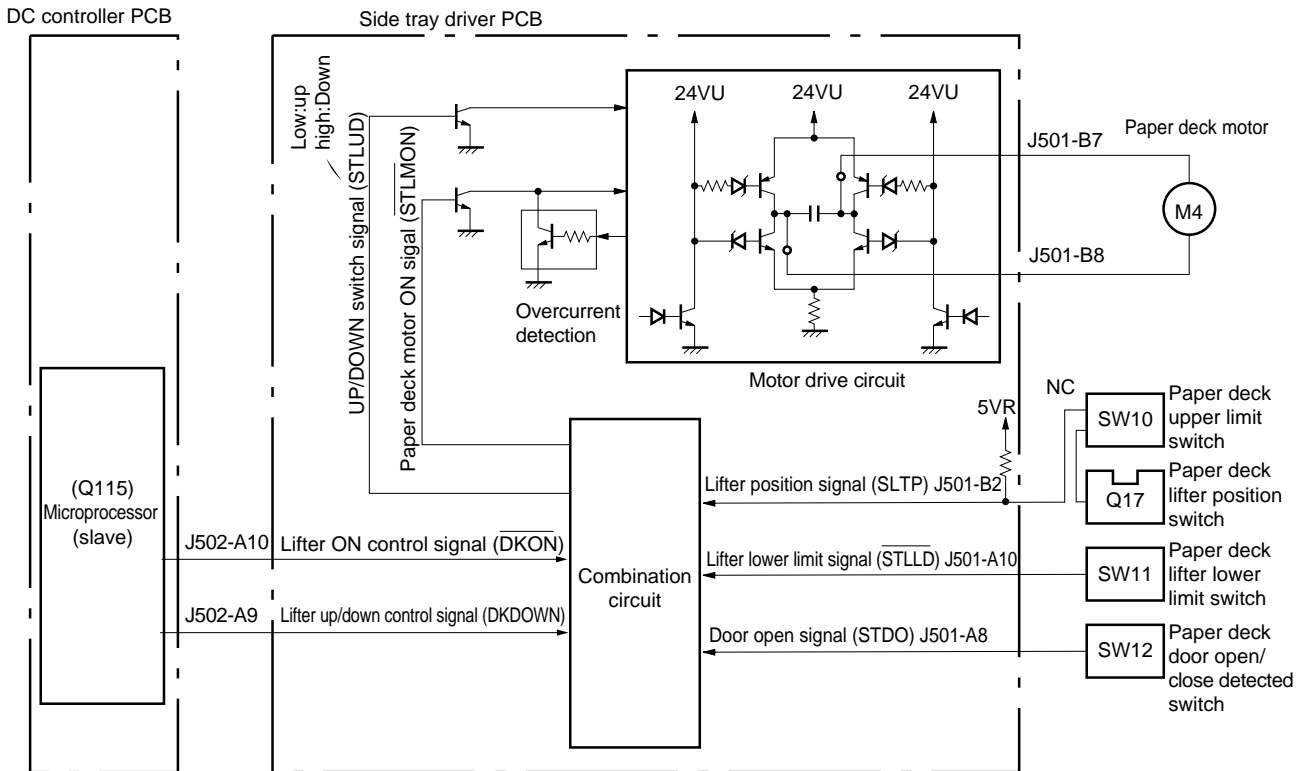 DC controller PCB
Side tray driver PCB
Low:up
high:Down
UP/DOWN switch signal (STLUD)
Paper deck motor ON sigal (STLMON)
24VU
24VU
24VU
J501-B7
Paper deck motor
M4
J501-B8
Overcurrent
detection
Motor drive circuit
5VR
NC
SW10
Paper deck
upper limit
switch
Q17
Paper deck
lifter position
switch
SW11
Paper deck
lifter lower
limit switch
SW12
Paper deck
door open/
close detected
switch
(Q115)
Microprocessor
(slave)
J502-A10
Lifter ON control signal (DKON)
J502-A9
Lifter up/down control signal (DKDOWN)
Combination
circuit
Lifter position signal (SLTP) J501-B2
Lifter lower limit signal (STLLD) J501-A10
Door open signal (STDO) J501-A8